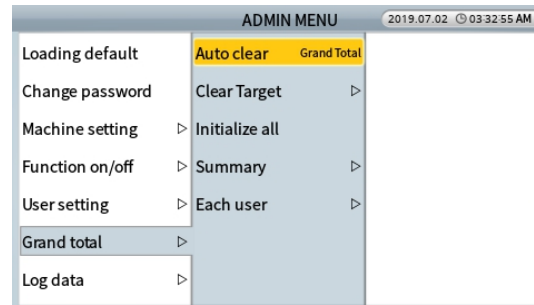 ADMIN MENU
2019.07.02 03:32:55 AM
Loading default
Change password
Machine setting
Function on/off
User setting
Grand total
Log data
Auto clear Grand Total
Clear Target
Initialize all
Summary
Each user